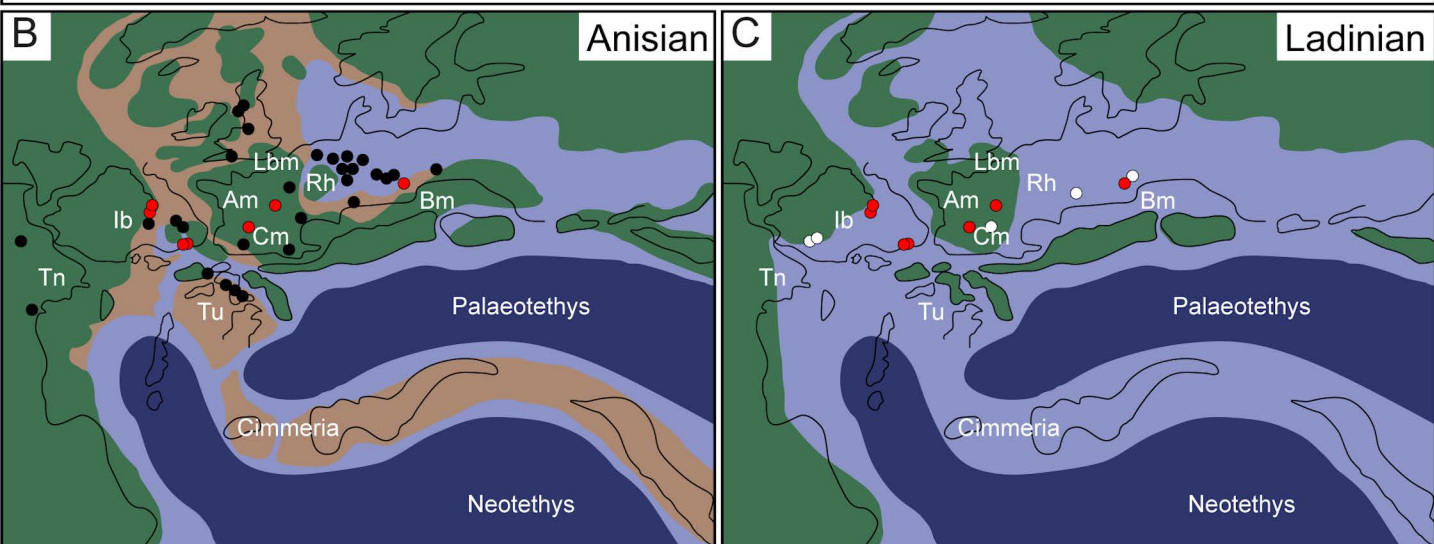 B
Anisian
Lbm
Rh
Am
Bm
Ib
Cm
Tn
Tu
Palaeotethys
Cimmeria
Neotethys
C
Ladinian
Lbm
Rh
Am
Bm
Ib
Cm
Tn
Tu
Palaeotethys
Cimmeria
Neotethys